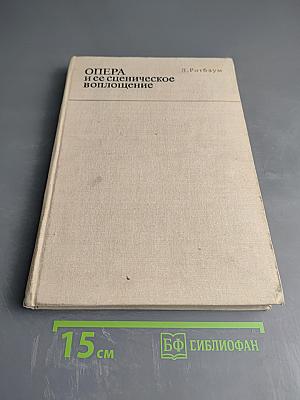 ОПЕРА
и ее сценическое
воплощение
Д. Ротбаум
15 см
БФ БИБЛИОФАН